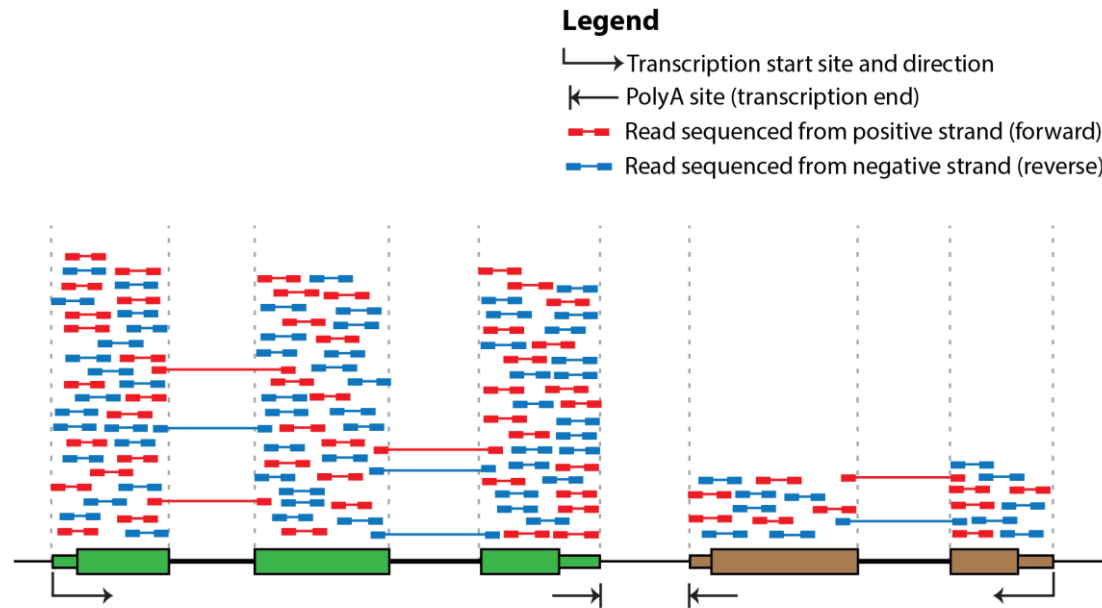 Legend
Transcription start site and direction
PolyA site (transcription end)
Read sequenced from positive strand (forward)
Read sequenced from negative strand (reverse)